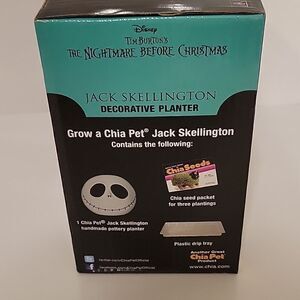 Disney
TIM BURTON'S
THE NIGHTMARE BEFORE CHRISTMAS
JACK SKELLINGTON
DECORATIVE PLANTER
Grow a Chia Pet® Jack Skellington
Contains the following:
Chia Seeds
Chia seed packet
for three plantings
1 Chia Pet® Jack Skellington
handmade pottery planter
Plastic drip tray
Another Great
Chia Pet
Product
www.chia.com